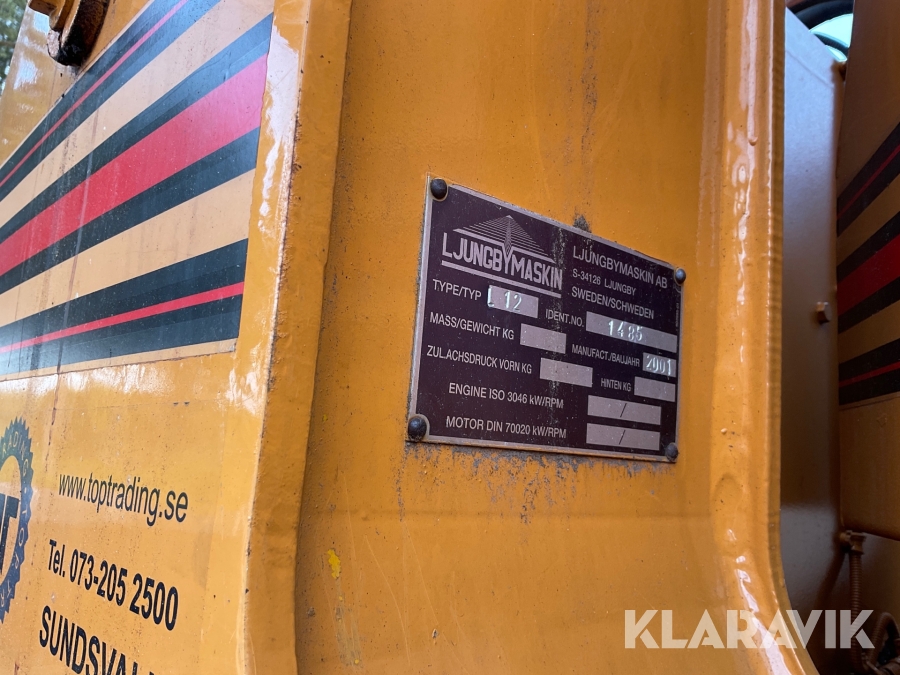 LJUNGBYMASKIN
LJUNGBYMASKIN AB
S-34126 LJUNGBY
SWEDEN/SCHWEDEN
TYPE/TYP L 12
IDENT.NO. 1485
MASS/GEWICHT KG
MANUFACT./BAUJAHR 2001
ZUL.ACHSDRUCK VORN KG
HINTEN KG
ENGINE ISO 3046 kW/RPM /
MOTOR DIN 70020 kW/RPM /
www.toptrading.se
Tel. 073-205 2500
KLARAVIK